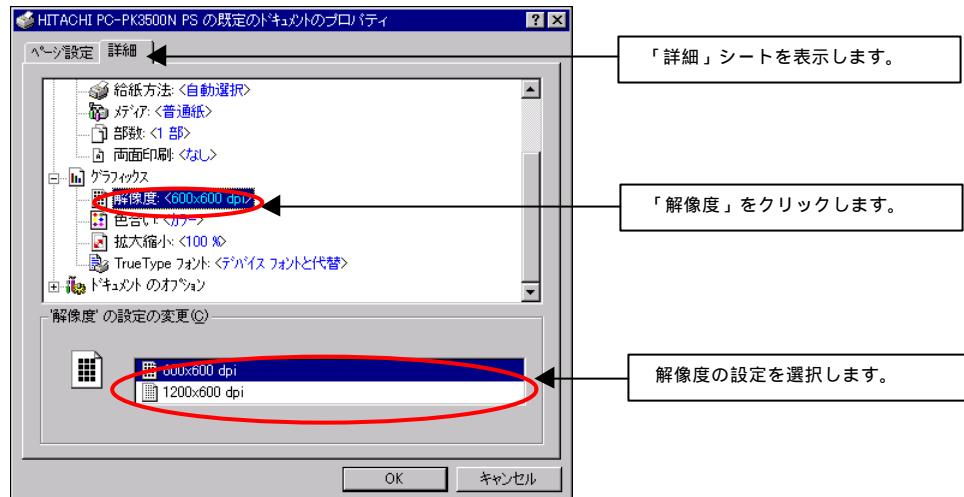 HITACHI PC-PK3500N PS の既定のドキュメントのプロパティ
ページ設定 詳細
「詳細」シートを表示します。
給紙方法: <自動選択>
メディア: <普通紙>
部数: <1 部>
両面印刷: <なし>
グラフィックス
解像度: <600x600 dpi>
「解像度」をクリックします。
色合い: <カラー>
拡大縮小: <100 %>
TrueType フォント: <デバイス フォントと代替>
ドキュメント のオプション
'解像度' の設定の変更(C)
600x600 dpi
解像度の設定を選択します。
1200x600 dpi
OK キャンセル